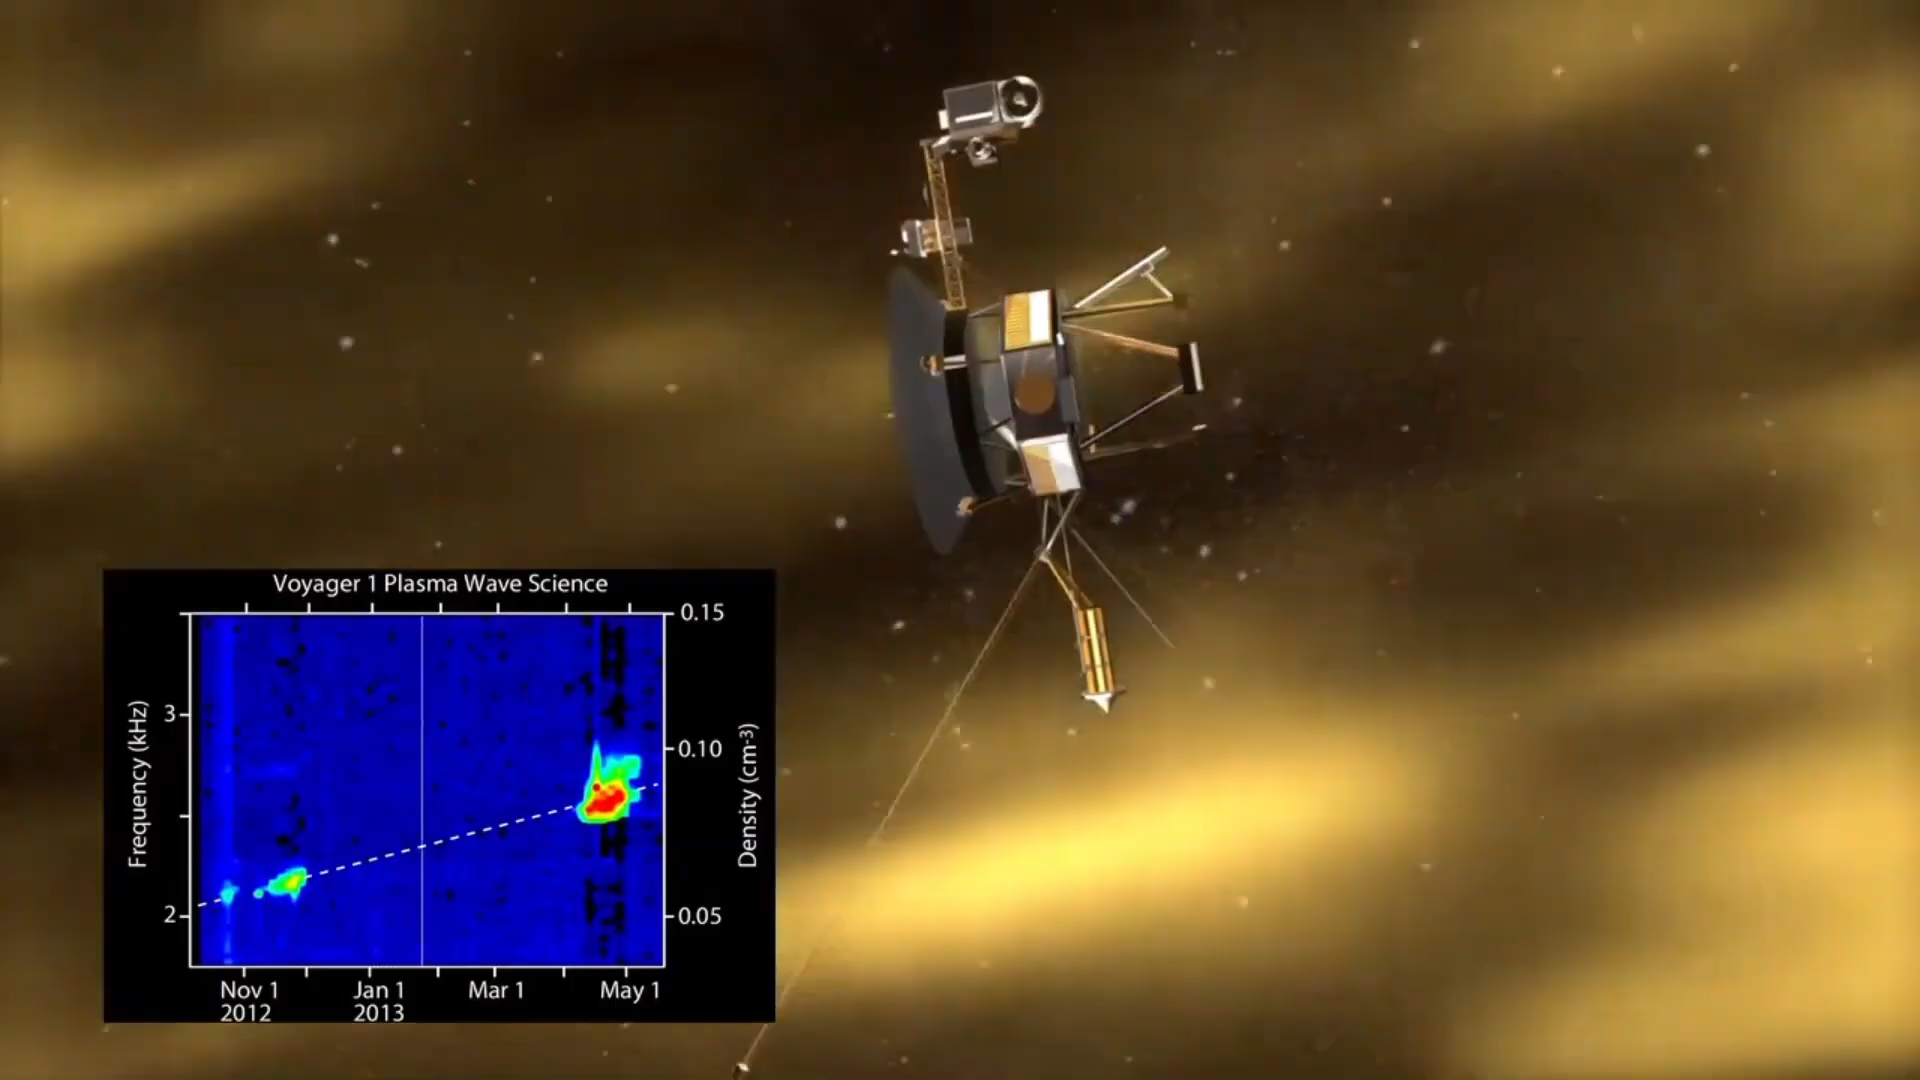 Voyager 1 Plasma Wave Science
0.15
3
0.10
2
0.05
Frequency (kHz)
Density (cm-3)
Nov 1
2012
Jan 1
2013
Mar 1
May 1